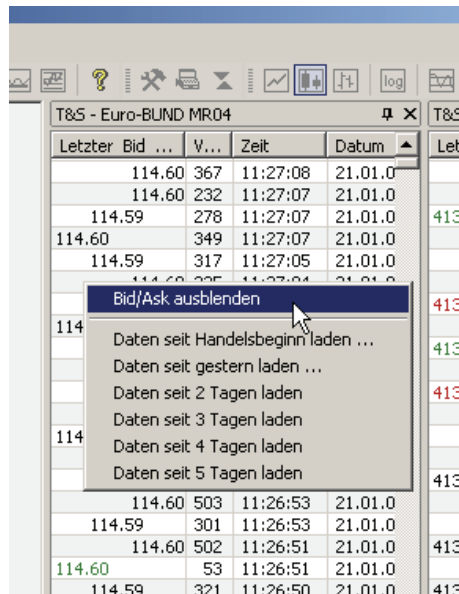 log
T&S - Euro-BUND MR04
T&S
Letzter Bid ... V... Zeit Datum Let
114.60 367 11:27:08 21.01.0
114.60 232 11:27:07 21.01.0
114.59 278 11:27:07 21.01.0 413
114.60 349 11:27:07 21.01.0
114.59 317 11:27:05 21.01.0
Bid/Ask ausblenden
413
114
Daten seit Handelsbeginn laden ...
413
Daten seit gestern laden ...
Daten seit 2 Tagen laden
413
Daten seit 3 Tagen laden
114
Daten seit 4 Tagen laden
Daten seit 5 Tagen laden
413
114.60 503 11:26:53 21.01.0
114.59 301 11:26:53 21.01.0
114.60 502 11:26:51 21.01.0 413
114.60 53 11:26:51 21.01.0
114.59 321 11:26:50 21.01.0 413